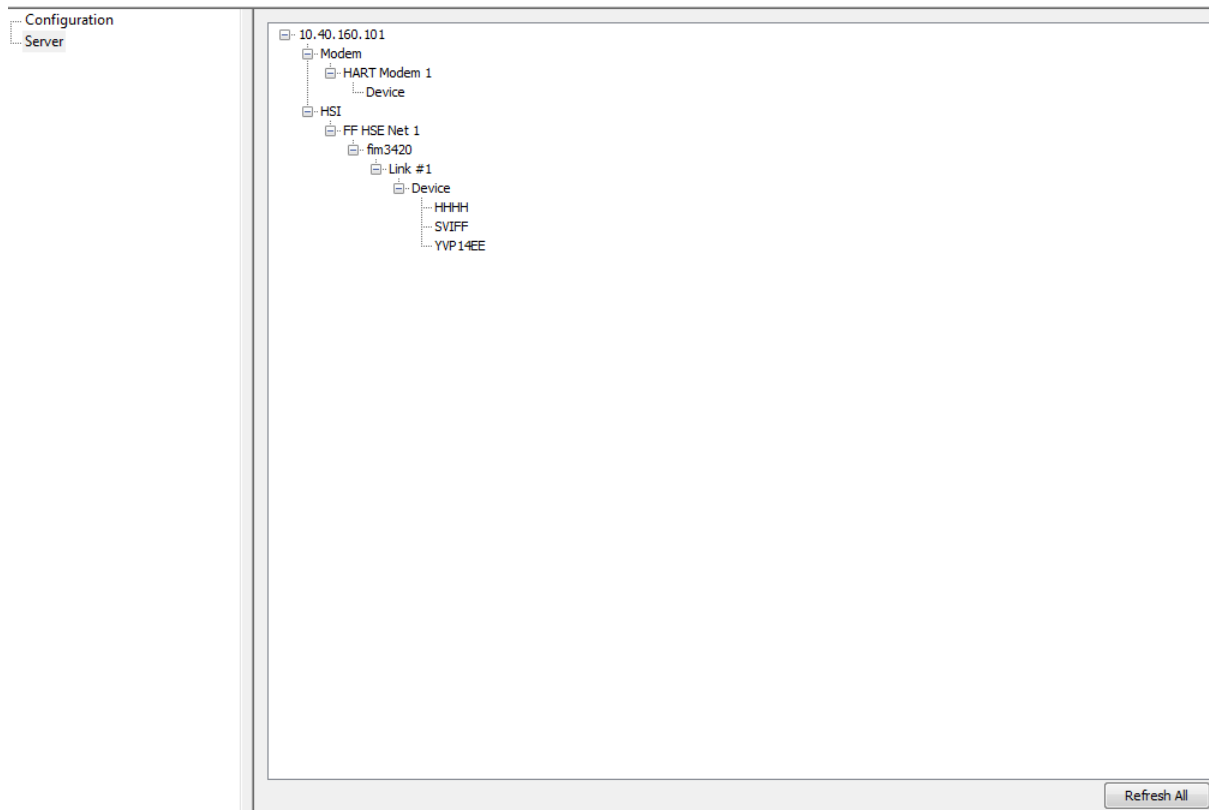 Configuration
Server
10.40.160.101
Modem
HART Modem 1
Device
HSI
FF HSE Net 1
fim3420
Link #1
Device
HHHH
SVIFF
YVP14EE
Refresh All